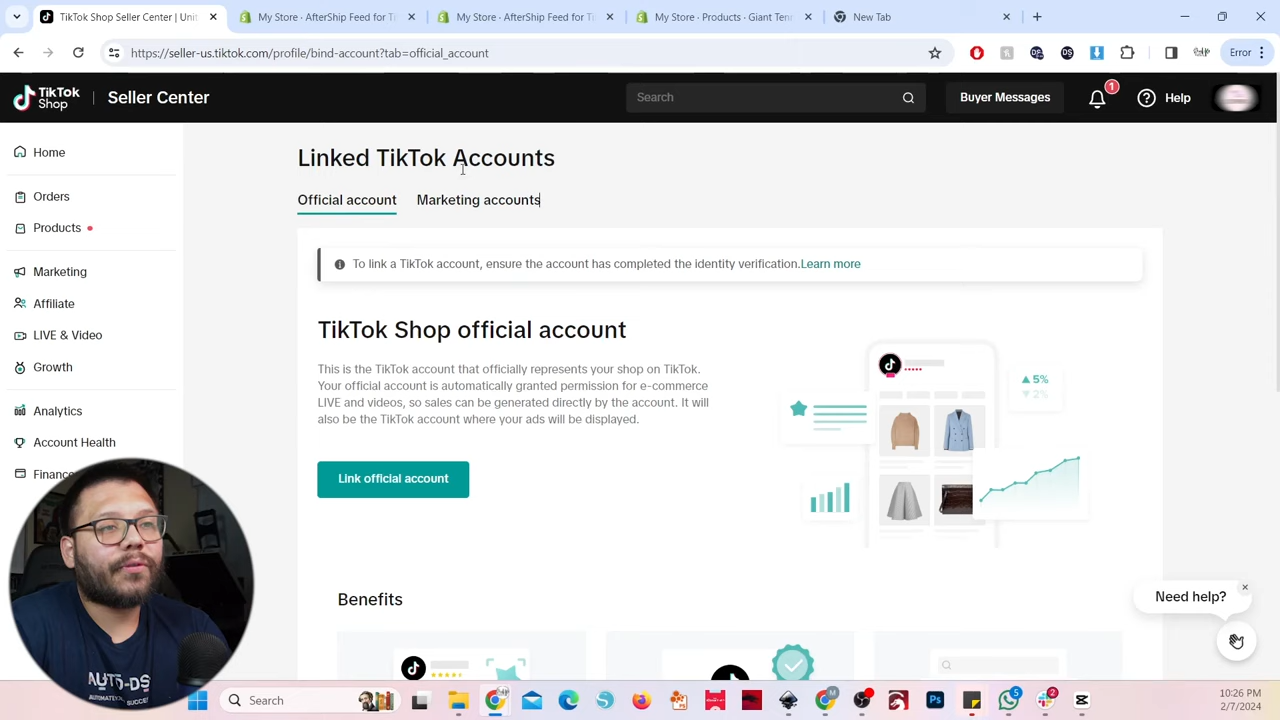 TikTok Shop Seller Center | Unit
My Store · AfterShip Feed for Ti
My Store · AfterShip Feed for Ti
My Store · Products · Giant Ten
New Tab
https://seller-us.tiktok.com/profile/bind-account?tab=official_account
Error
TikTok
Shop
Seller Center
Search
Buyer Messages
1
Help
Home
Orders
Products
Marketing
Affiliate
LIVE & Video
Growth
Analytics
Account Health
Finance
Linked TikTok Accounts
Official account
Marketing accounts
To link a TikTok account, ensure the account has completed the identity verification.Learn more
TikTok Shop official account
This is the TikTok account that officially represents your shop on TikTok.
Your official account is automatically granted permission for e-commerce
LIVE and videos, so sales can be generated directly by the account. It will
also be the TikTok account where your ads will be displayed.
Link official account
5%
2%
Benefits
Need help?
AUTO-DS
Search
5
2
10:26 PM
2/7/2024